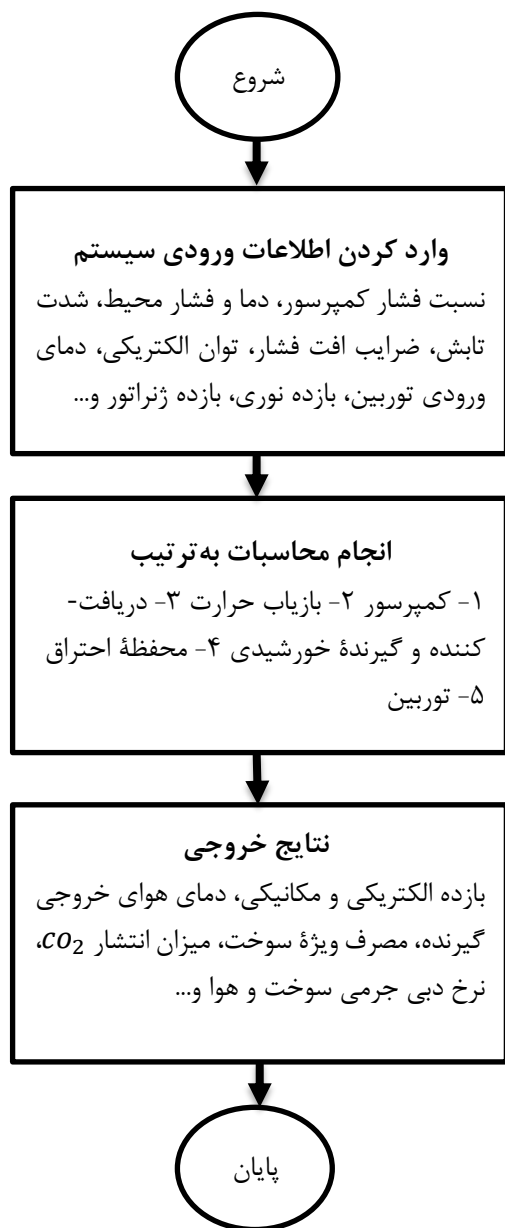 شروع
وارد کردن اطلاعات ورودی سیستم
نسبت فشار کمپرسور، دما و فشار محیط، شدت
تابش، ضرایب افت فشار، توان الکتریکی، دمای
ورودی توربین، بازده نوری، بازده ژنراتور و...
انجام محاسبات به‌ترتیب
۱- کمپرسور ۲- بازیاب حرارت ۳- دریافت-
کننده و گیرندهٔ خورشیدی ۴- محفظهٔ احتراق
۵- توربین
نتایج خروجی
بازده الکتریکی و مکانیکی، دمای هوای خروجی
گیرنده، مصرف ویژهٔ سوخت، میزان انتشار CO₂،
نرخ دبی جرمی سوخت و هوا و...
پایان